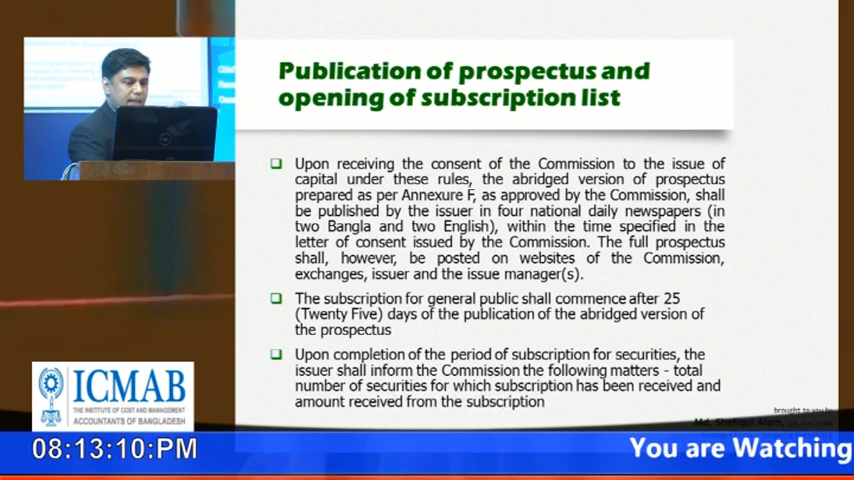 Publication of prospectus and
opening of subscription list
Upon receiving the consent of the Commission to the issue of
capital under these rules, the abridged version of prospectus
prepared as per Annexure F, as approved by the Commission, shall
be published by the issuer in four national daily newspapers (in
two Bangla and two English), within the time specified in the
letter of consent issued by the Commission. The full prospectus
shall, however, be posted on websites of the Commission,
exchanges, issuer and the issue manager(s).
The subscription for general public shall commence after 25
(Twenty Five) days of the publication of the abridged version of
the prospectus
Upon completion of the period of subscription for securities, the
issuer shall inform the Commission the following matters - total
number of securities for which subscription has been received and
amount received from the subscription
ICMAB
THE INSTITUTE OF COST AND MANAGEMENT
ACCOUNTANTS OF BANGLADESH
brought to you by
Md. Shafiqul Alam,
08:13:10:PM
You are Watching